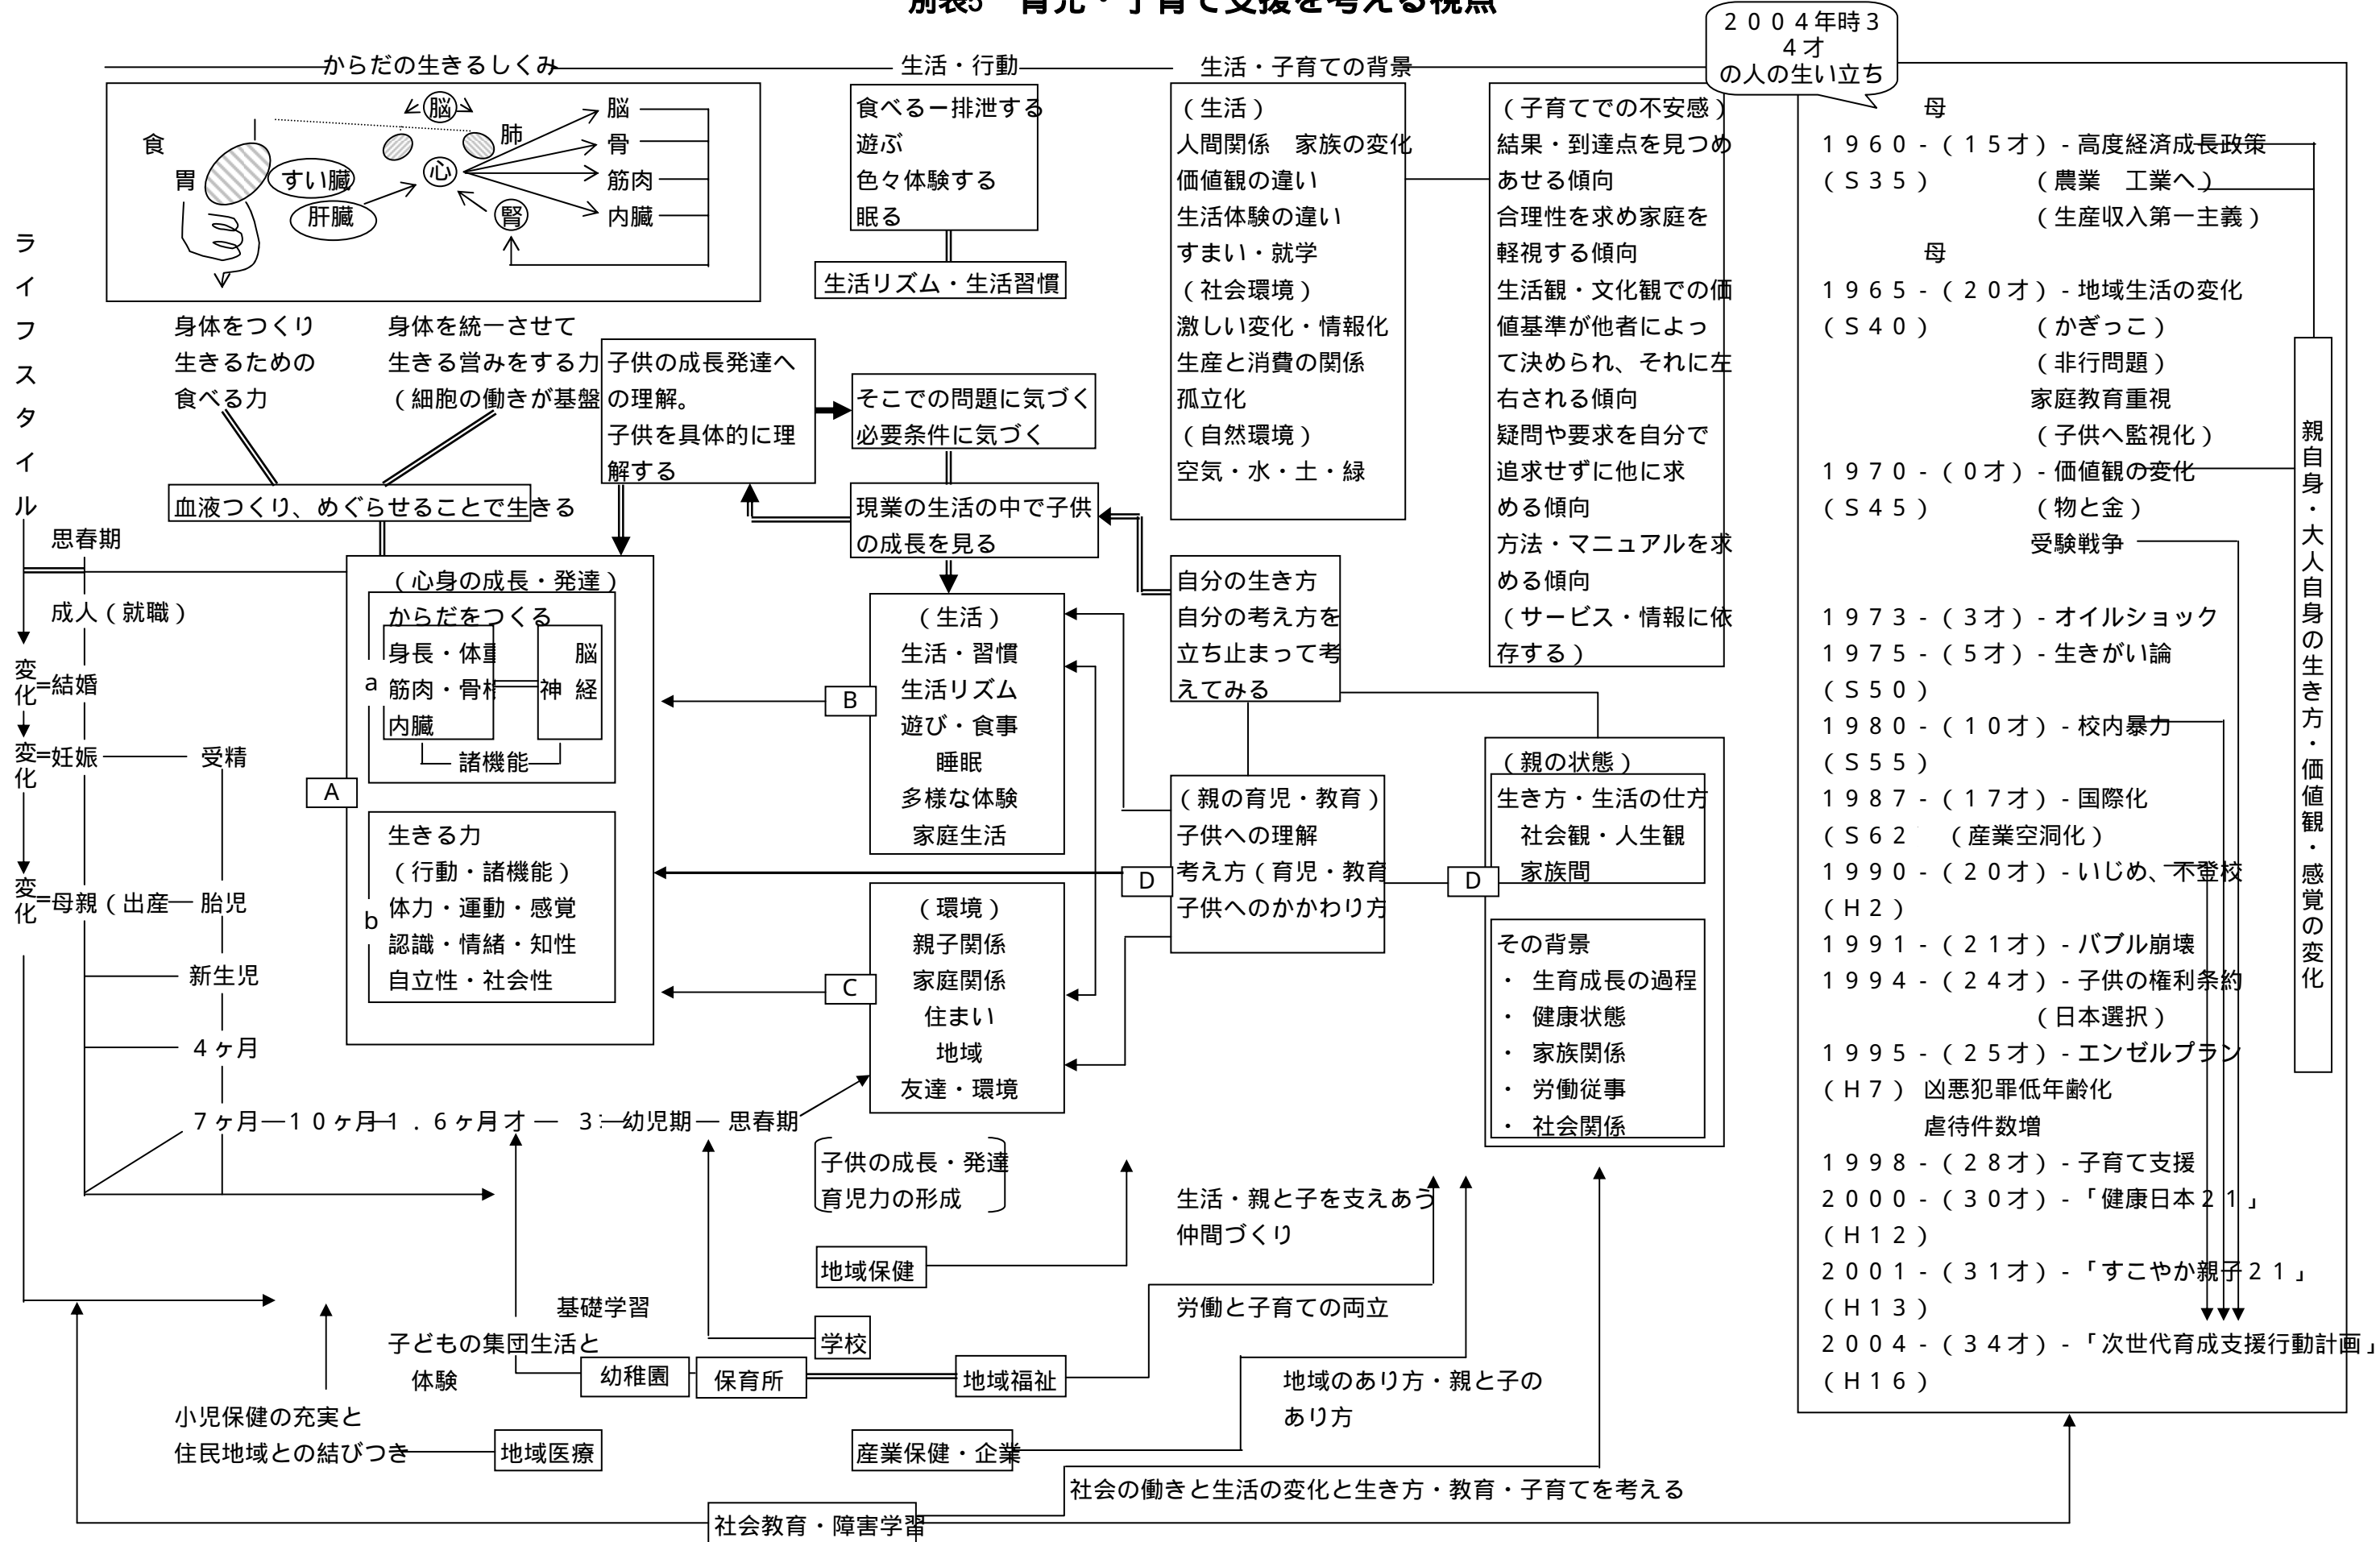 別表5　育児・子育て支援を考える視点
２００４年時３
４才
の人の生い立ち
からだの生きるしくみ
生活・行動
生活・子育ての背景
脳
食
胃
すい臓
肝臓
肺
心
腎
脳
骨
筋肉
内臓
身体をつくり
生きるための
食べる力
身体を統一させて
生きる営みをする力
（細胞の働きが基盤
血液つくり、めぐらせることで生きる
食べるー排泄する
遊ぶ
色々体験する
眠る
生活リズム・生活習慣
子供の成長発達へ
の理解。
子供を具体的に理
解する
そこでの問題に気づく
必要条件に気づく
現業の生活の中で子供
の成長を見る
（生活）
人間関係　家族の変化
価値観の違い
生活体験の違い
すまい・就学
（社会環境）
激しい変化・情報化
生産と消費の関係
孤立化
（自然環境）
空気・水・土・緑
（子育てでの不安感）
結果・到達点を見つめ
あせる傾向
合理性を求め家庭を
軽視する傾向
生活観・文化観での価
値基準が他者によっ
て決められ、それに左
右される傾向
疑問や要求を自分で
追求せずに他に求
める傾向
方法・マニュアルを求
める傾向
（サービス・情報に依
存する）
母
１９６０-（１５才）-高度経済成長政策
（Ｓ３５）　（農業　工業へ）
（生産収入第一主義）
母
１９６５-（２０才）-地域生活の変化
（Ｓ４０）　（かぎっこ）
（非行問題）
家庭教育重視
（子供へ監視化）
１９７０-（０才）-価値観の変化
（Ｓ４５）　（物と金）
受験戦争
１９７３-（３才）-オイルショック
１９７５-（５才）-生きがい論
（Ｓ５０）
１９８０-（１０才）-校内暴力
（Ｓ５５）
１９８７-（１７才）-国際化
（Ｓ６２　（産業空洞化）
１９９０-（２０才）-いじめ、不登校
（Ｈ２）
１９９１-（２１才）-バブル崩壊
１９９４-（２４才）-子供の権利条約
（日本選択）
１９９５-（２５才）-エンゼルプラン
（Ｈ７）凶悪犯罪低年齢化
虐待件数増
１９９８-（２８才）-子育て支援
２０００-（３０才）-「健康日本２１」
（Ｈ１２）
２００１-（３１才）-「すこやか親子２１」
（Ｈ１３）
２００４-（３４才）-「次世代育成支援行動計画」
（Ｈ１６）
親自身・大人自身の生き方・価値観・感覚の変化
ライフスタイル
変化
変化
変化
思春期
成人（就職）
=結婚
=妊娠
=母親（出産
受精
胎児
新生児
４ヶ月
７ヶ月
１０ヶ月
１．６ヶ月才
３
幼児期
思春期
A
（心身の成長・発達）
からだをつくる
a
身長・体重
筋肉・骨格
内臓
脳
神経
諸機能
b
生きる力
（行動・諸機能）
体力・運動・感覚
認識・情緒・知性
自立性・社会性
B
（生活）
生活・習慣
生活リズム
遊び・食事
睡眠
多様な体験
家庭生活
C
（環境）
親子関係
家庭関係
住まい
地域
友達・環境
自分の生き方
自分の考え方を
立ち止まって考
えてみる
D
（親の育児・教育）
子供への理解
考え方（育児・教育
子供へのかかわり方
D
（親の状態）
生き方・生活の仕方
社会観・人生観
家族間
その背景
・　生育成長の過程
・　健康状態
・　家族関係
・　労働従事
・　社会関係
子供の成長・発達
育児力の形成
生活・親と子を支えあう
仲間づくり
地域保健
労働と子育ての両立
基礎学習
学校
子どもの集団生活と
体験
幼稚園
保育所
地域福祉
地域のあり方・親と子の
あり方
小児保健の充実と
住民地域との結びつき
地域医療
産業保健・企業
社会の働きと生活の変化と生き方・教育・子育てを考える
社会教育・障害学習